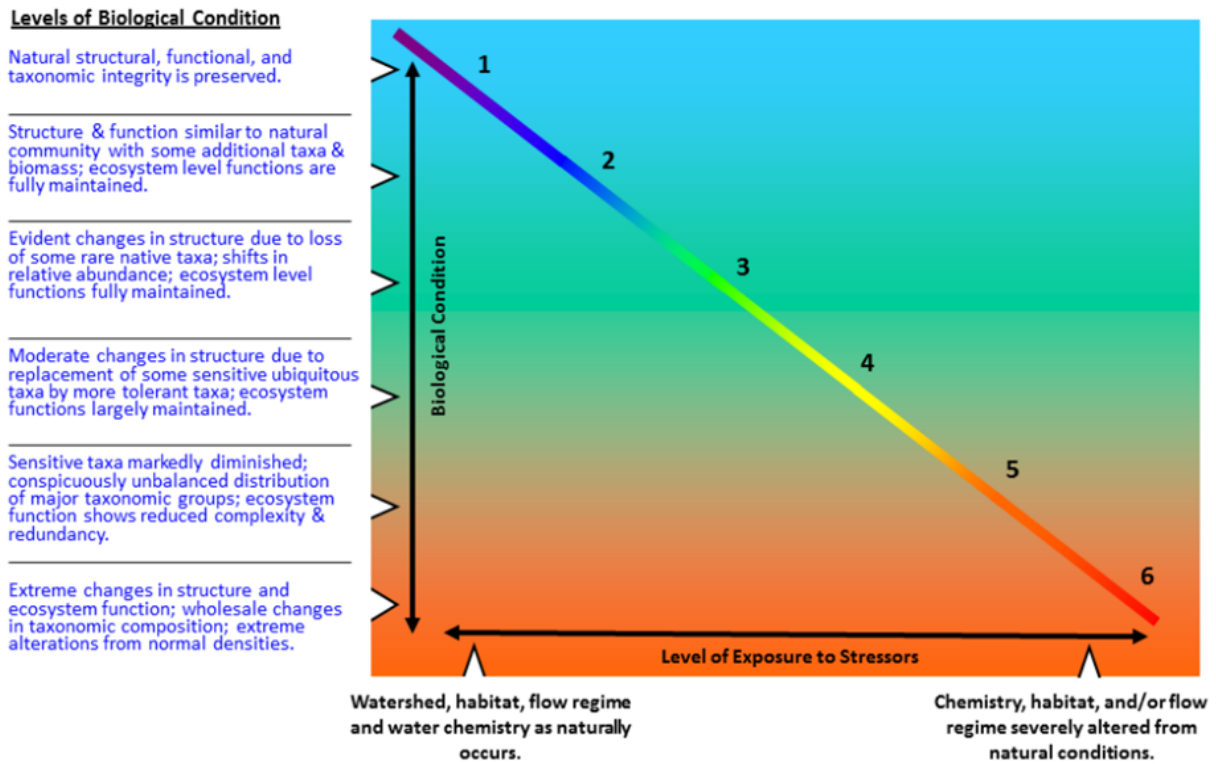 Levels of Biological Condition
Natural structural, functional, and
taxonomic integrity is preserved.
Structure & function similar to natural
community with some additional taxa &
biomass; ecosystem level functions are
fully maintained.
Evident changes in structure due to loss
of some rare native taxa; shifts in
relative abundance; ecosystem level
functions fully maintained.
Moderate changes in structure due to
replacement of some sensitive ubiquitous
taxa by more tolerant taxa; ecosystem
functions largely maintained.
Sensitive taxa markedly diminished;
conspicuously unbalanced distribution
of major taxonomic groups; ecosystem
function shows reduced complexity &
redundancy.
Extreme changes in structure and
ecosystem function; wholesale changes
in taxonomic composition; extreme
alterations from normal densities.
Biological Condition
1
2
3
4
5
6
Level of Exposure to Stressors
Watershed, habitat, flow regime
and water chemistry as naturally
occurs.
Chemistry, habitat, and/or flow
regime severely altered from
natural conditions.